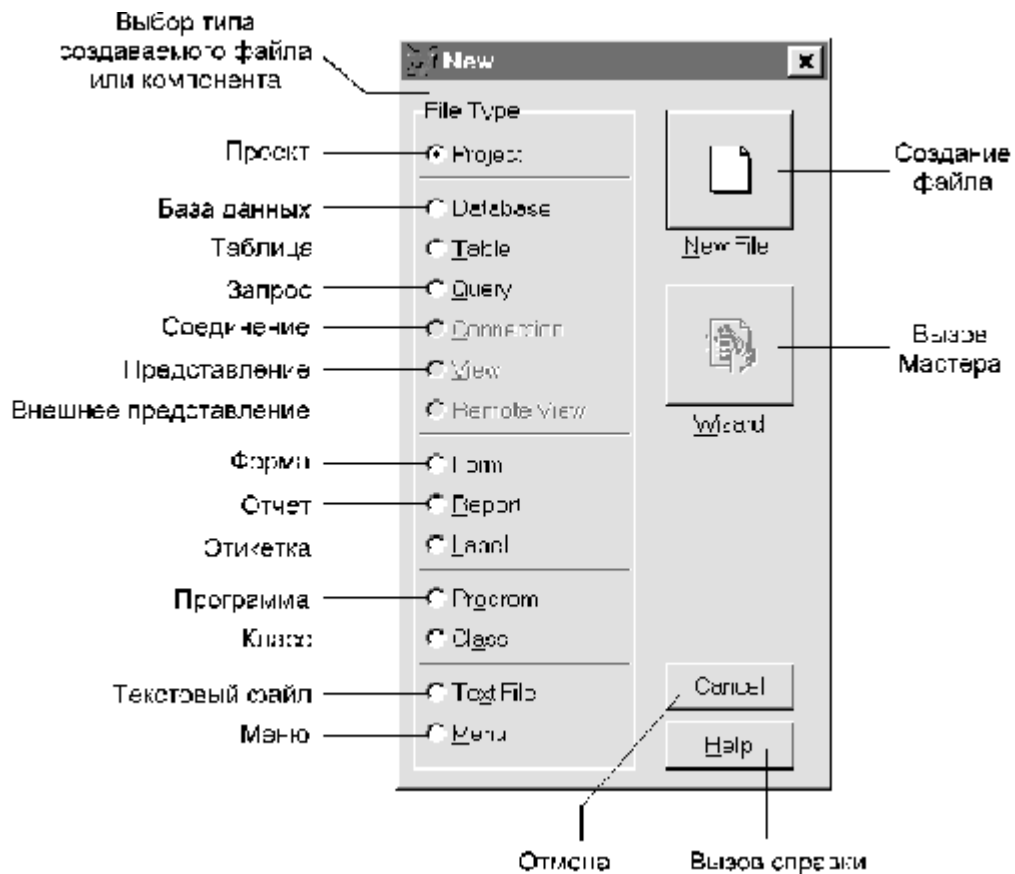 Выбор типа
создаваемого файла
или компонента
New
File Type
Проект
Project
База данных
Database
Таблица
Table
Запрос
Query
Соединение
Connection
Представление
View
Внешнее представление
Remote View
Форма
Form
Отчет
Report
Этикетка
Label
Программа
Program
Класс
Class
Текстовый файл
Text File
Меню
Menu
New File
Создание
файла
Wizard
Вызов
Мастера
Cancel
Help
Отмена
Вызов справки